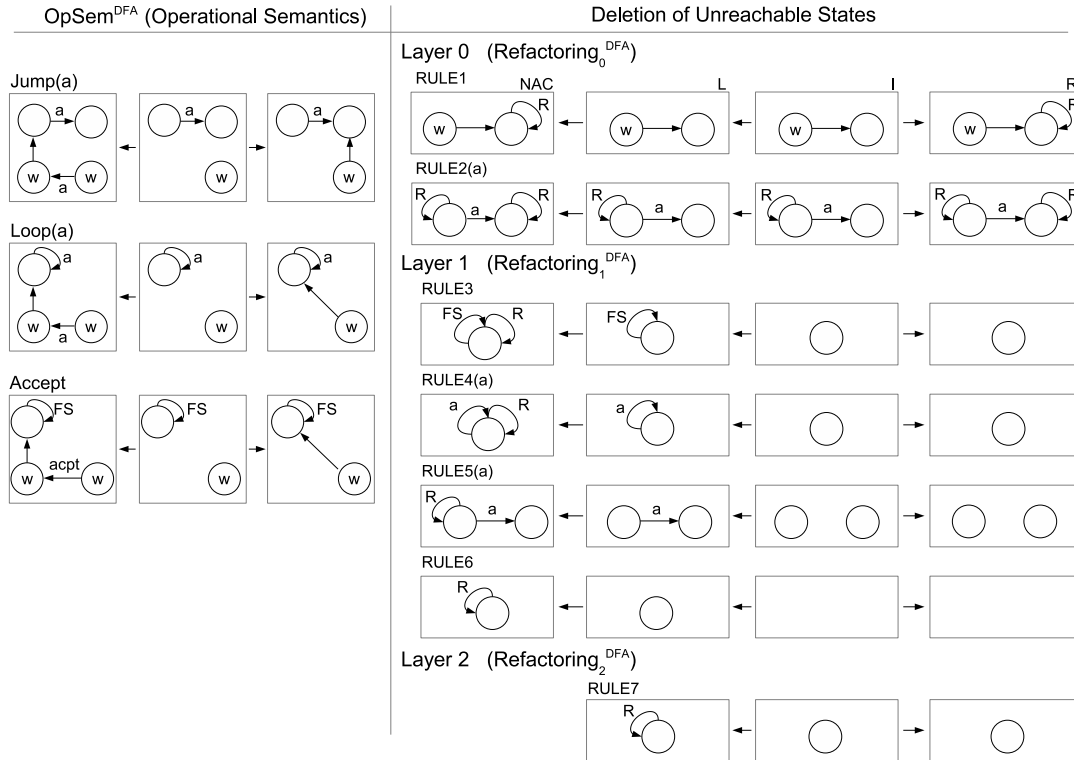 OpSem^DFA (Operational Semantics)
Deletion of Unreachable States
Jump(a)
a a a
w a w w w
Loop(a)
a a a
w a w w w
Accept
FS FS FS
w acpt w w w
Layer 0 (Refactoring_0^DFA)
RULE1 NAC L I R
w R w w w R
RULE2(a)
R a R R a R a R a R
Layer 1 (Refactoring_1^DFA)
RULE3
FS R FS
RULE4(a)
a R a
RULE5(a)
R a a
RULE6
R
Layer 2 (Refactoring_2^DFA)
RULE7
R